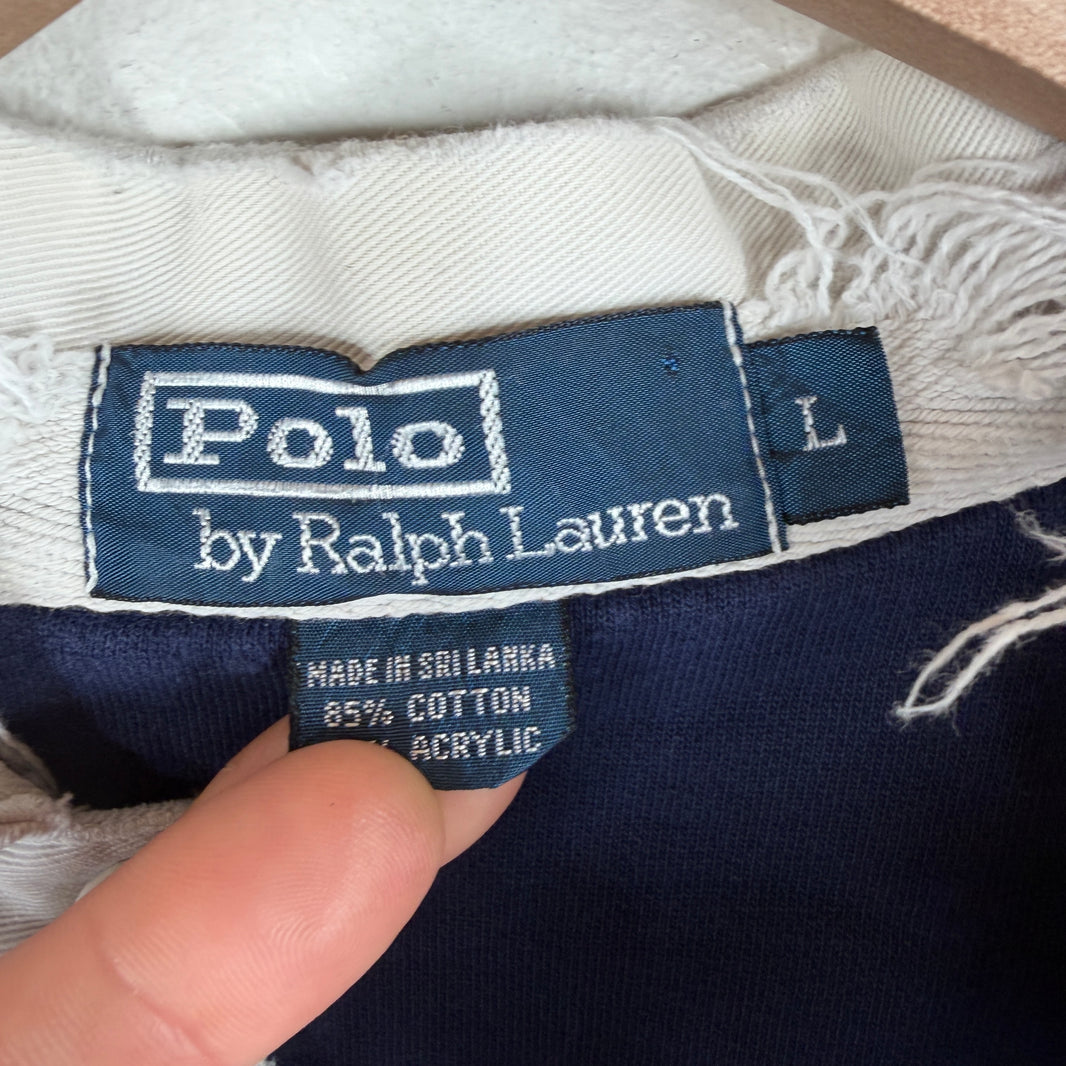 Polo
by Ralph Lauren
L
MADE IN SRI LANKA
85% COTTON
% ACRYLIC